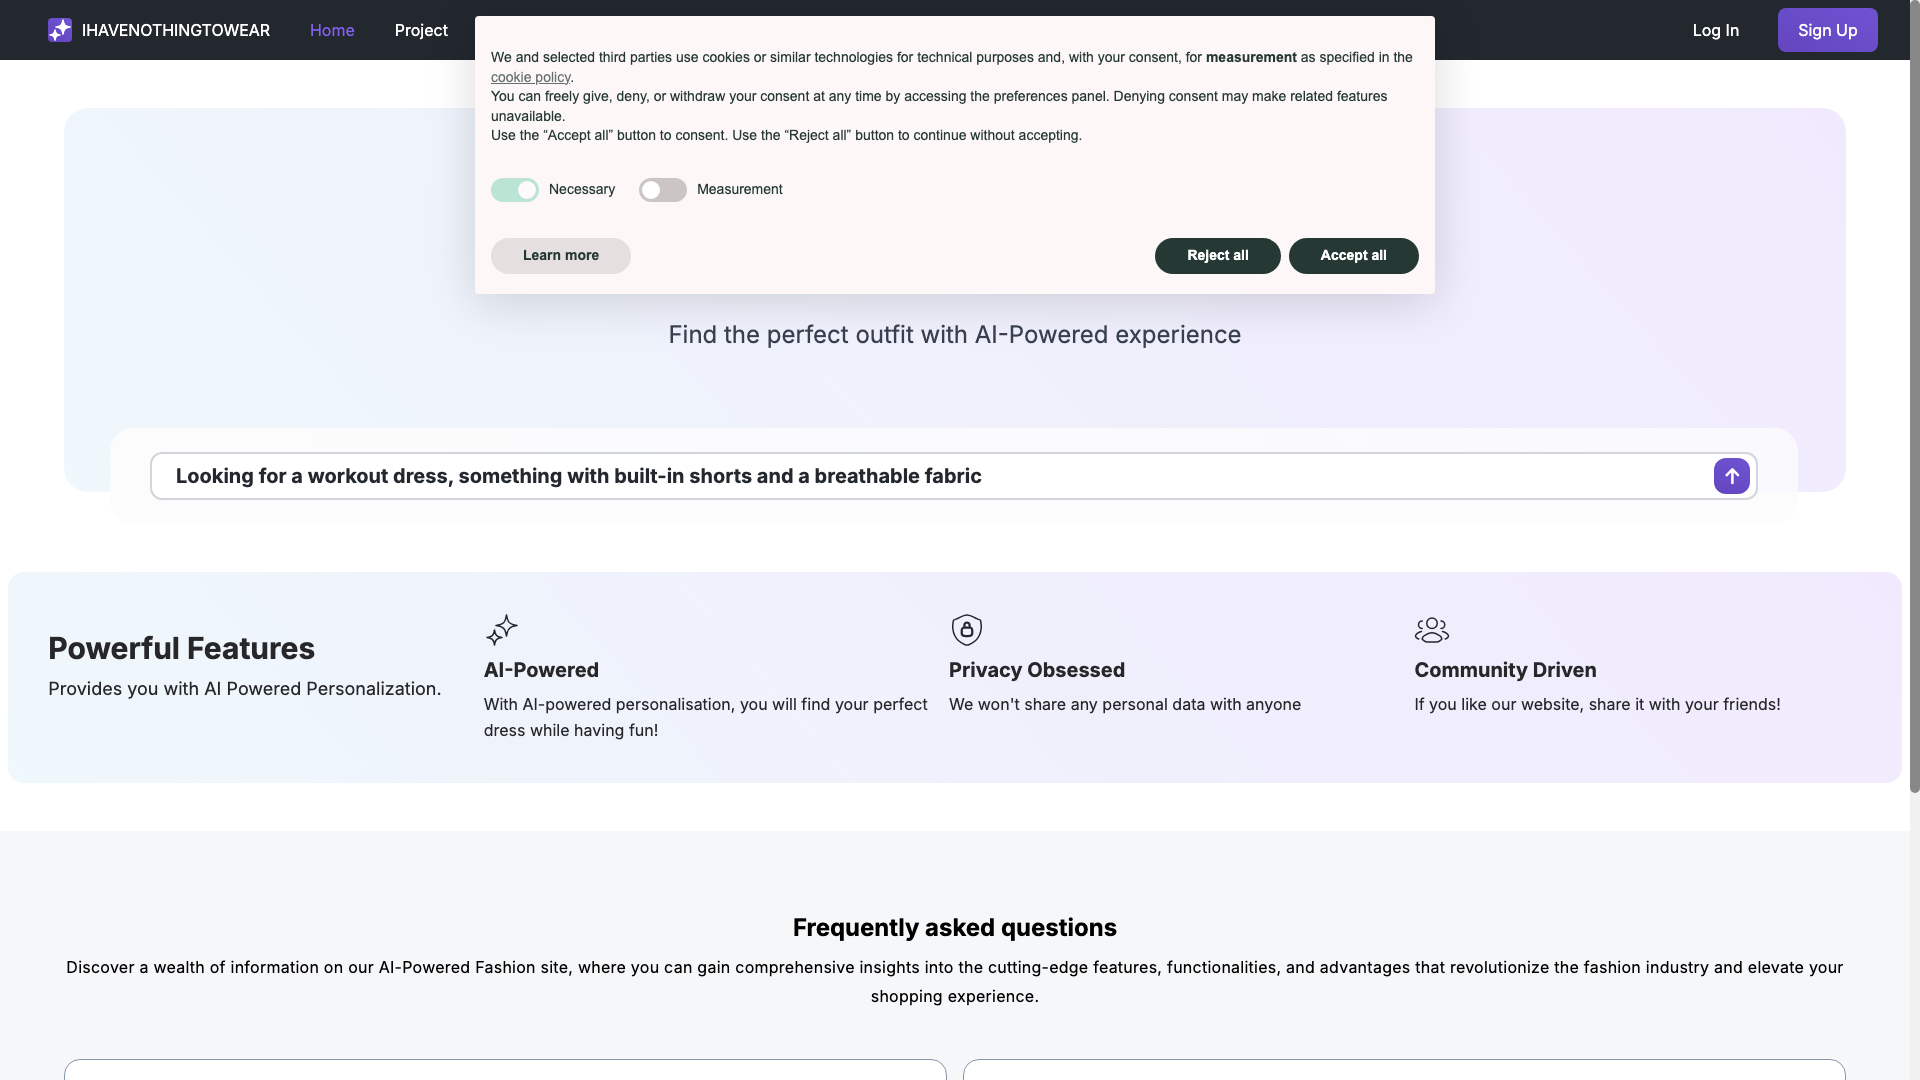 IHAVENOTHINGTOWEAR
Home
Project
Log In
Sign Up
We and selected third parties use cookies or similar technologies for technical purposes and, with your consent, for measurement as specified in the
cookie policy.
You can freely give, deny, or withdraw your consent at any time by accessing the preferences panel. Denying consent may make related features
unavailable.
Use the “Accept all” button to consent. Use the “Reject all” button to continue without accepting.
Necessary
Measurement
Learn more
Reject all
Accept all
Find the perfect outfit with AI-Powered experience
Looking for a workout dress, something with built-in shorts and a breathable fabric
Powerful Features
Provides you with AI Powered Personalization.
AI-Powered
With AI-powered personalisation, you will find your perfect
dress while having fun!
Privacy Obsessed
We won't share any personal data with anyone
Community Driven
If you like our website, share it with your friends!
Frequently asked questions
Discover a wealth of information on our AI-Powered Fashion site, where you can gain comprehensive insights into the cutting-edge features, functionalities, and advantages that revolutionize the fashion industry and elevate your
shopping experience.